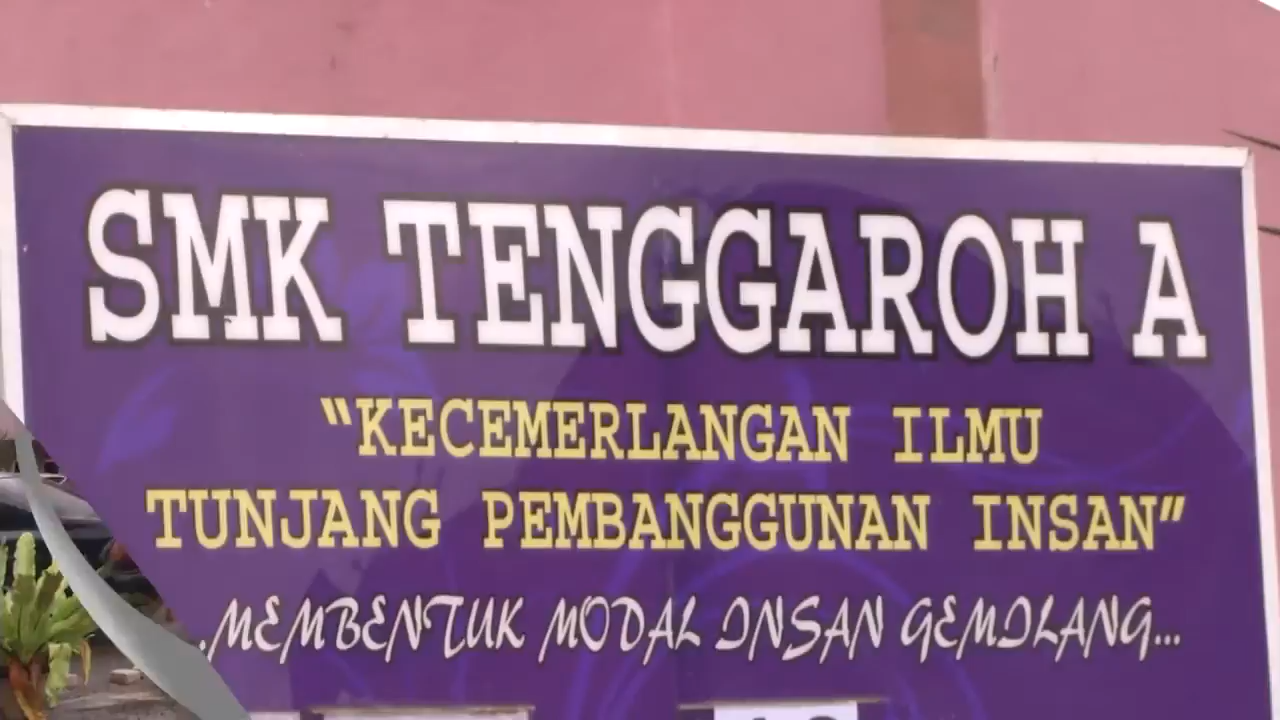 SMK TENGGAROH A
“KECEMERLANGAN ILMU
TUNJANG PEMBANGGUNAN INSAN”
..MEMBENTUK MODAL INSAN GEMILANG...